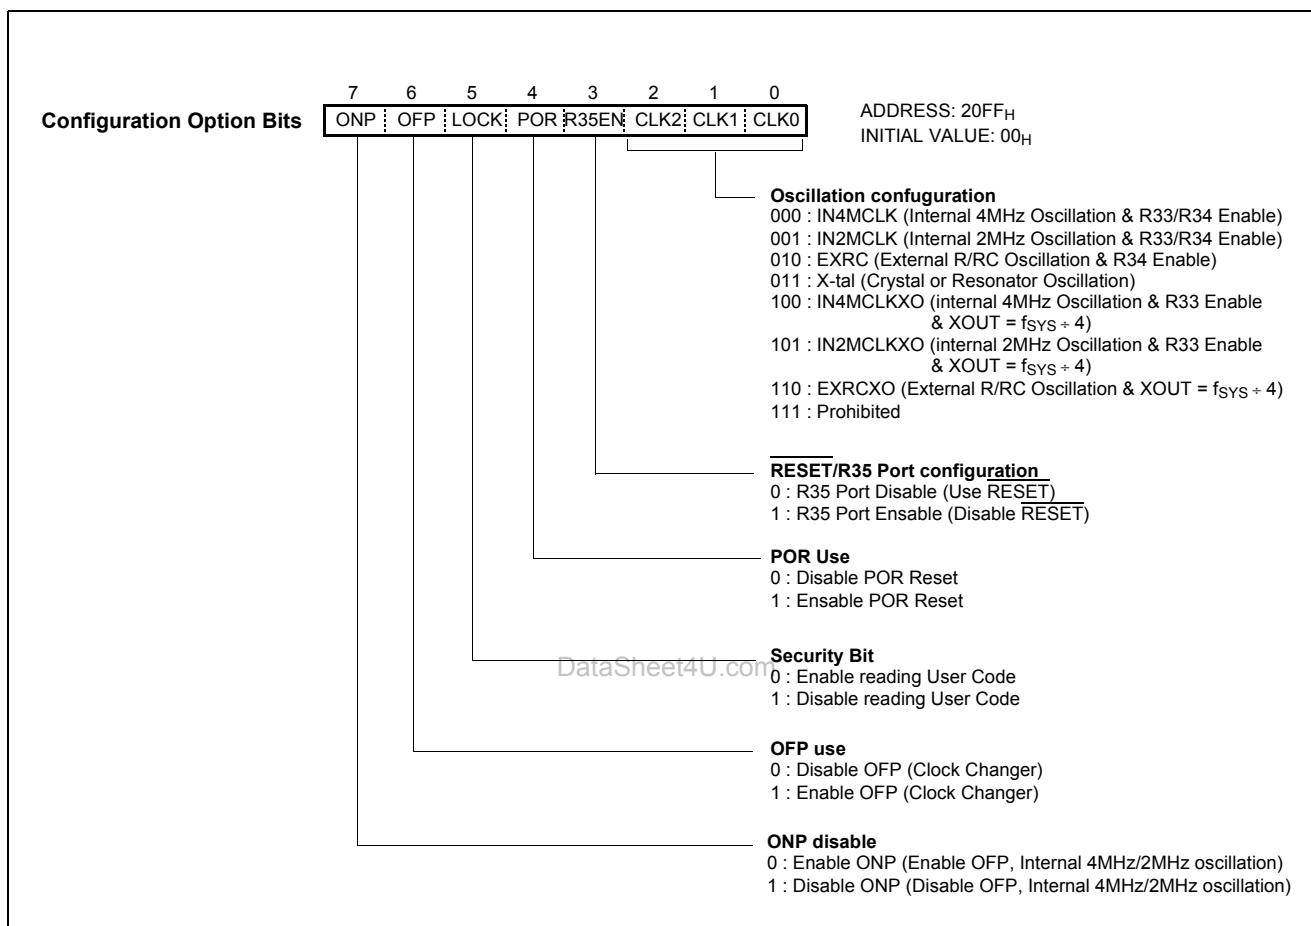 7 6 5 4 3 2 1 0
Configuration Option Bits ONP OFP LOCK POR R35EN CLK2 CLK1 CLK0
ADDRESS: 20FFH
INITIAL VALUE: 00H
Oscillation confuguration
000 : IN4MCLK (Internal 4MHz Oscillation & R33/R34 Enable)
001 : IN2MCLK (Internal 2MHz Oscillation & R33/R34 Enable)
010 : EXRC (External R/RC Oscillation & R34 Enable)
011 : X-tal (Crystal or Resonator Oscillation)
100 : IN4MCLKXO (internal 4MHz Oscillation & R33 Enable
& XOUT = fSYS ÷ 4)
101 : IN2MCLKXO (internal 2MHz Oscillation & R33 Enable
& XOUT = fSYS ÷ 4)
110 : EXRCXO (External R/RC Oscillation & XOUT = fSYS ÷ 4)
111 : Prohibited
RESET/R35 Port configuration
0 : R35 Port Disable (Use RESET)
1 : R35 Port Ensable (Disable RESET)
POR Use
0 : Disable POR Reset
1 : Ensable POR Reset
Security Bit
DataSheet4U.com
0 : Enable reading User Code
1 : Disable reading User Code
OFP use
0 : Disable OFP (Clock Changer)
1 : Enable OFP (Clock Changer)
ONP disable
0 : Enable ONP (Enable OFP, Internal 4MHz/2MHz oscillation)
1 : Disable ONP (Disable OFP, Internal 4MHz/2MHz oscillation)